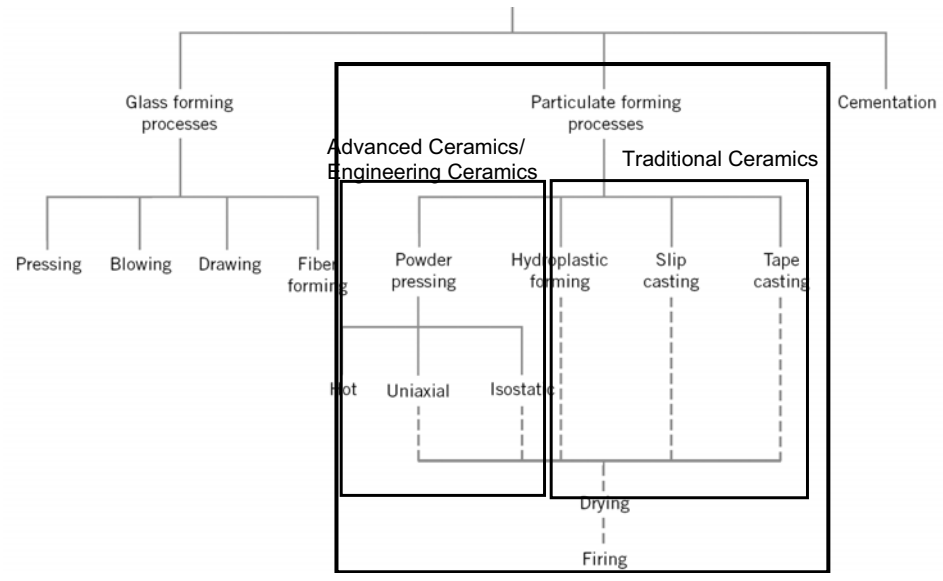 Glass forming
processes
Particulate forming
processes
Cementation
Advanced Ceramics/
Engineering Ceramics
Traditional Ceramics
Pressing
Blowing
Drawing
Fiber
forming
Powder
pressing
Hydroplastic
forming
Slip
casting
Tape
casting
Hot
Uniaxial
Isostatic
Drying
Firing